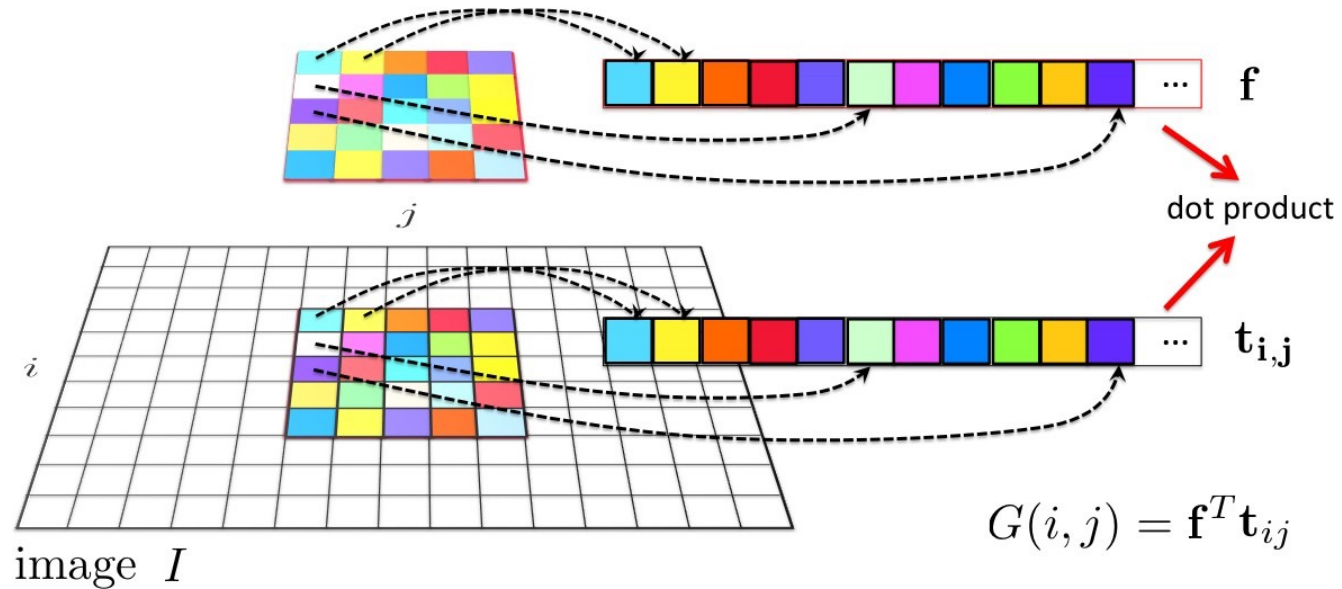 ... f
j
dot product
i
... t_{i,j}
G(i, j) = f^T t_{ij}
image I